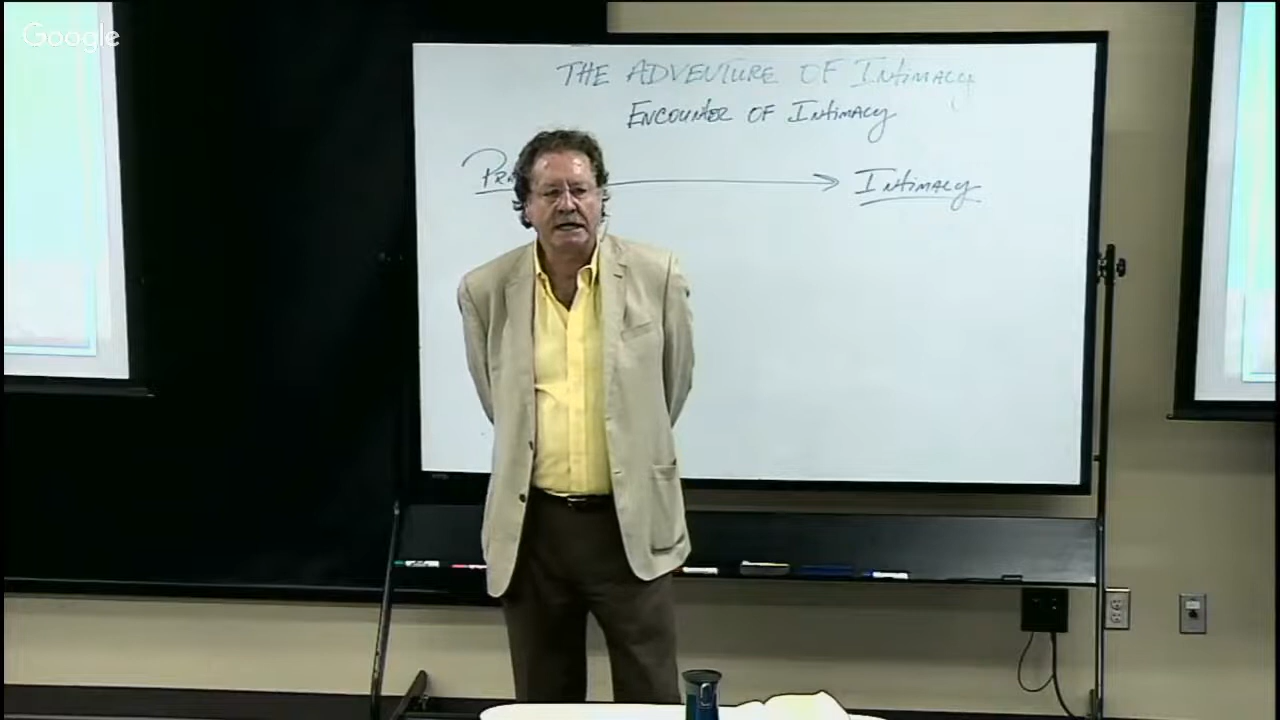 Google
THE ADVENTURE OF INTIMACY
ENCOUNTER OF INTIMACY
INTIMACY